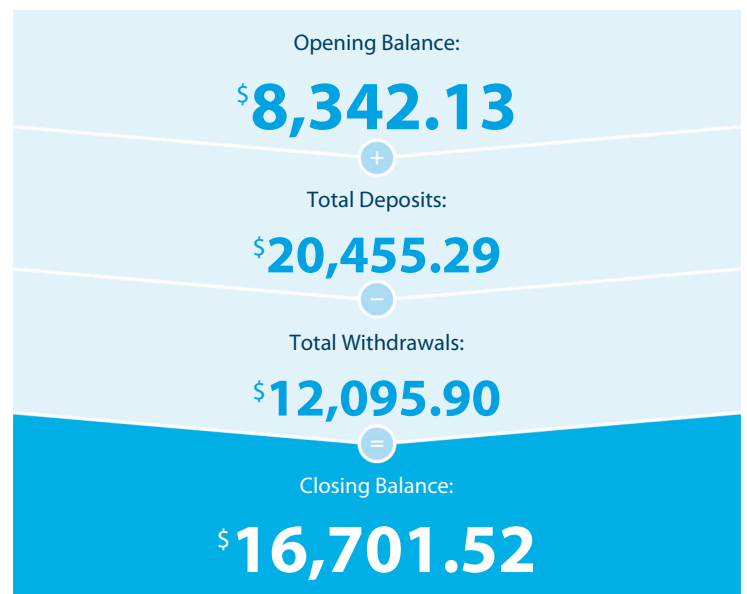 Opening Balance:
$8,342.13
+
Total Deposits:
$20,455.29
−
Total Withdrawals:
$12,095.90
=
Closing Balance:
$16,701.52